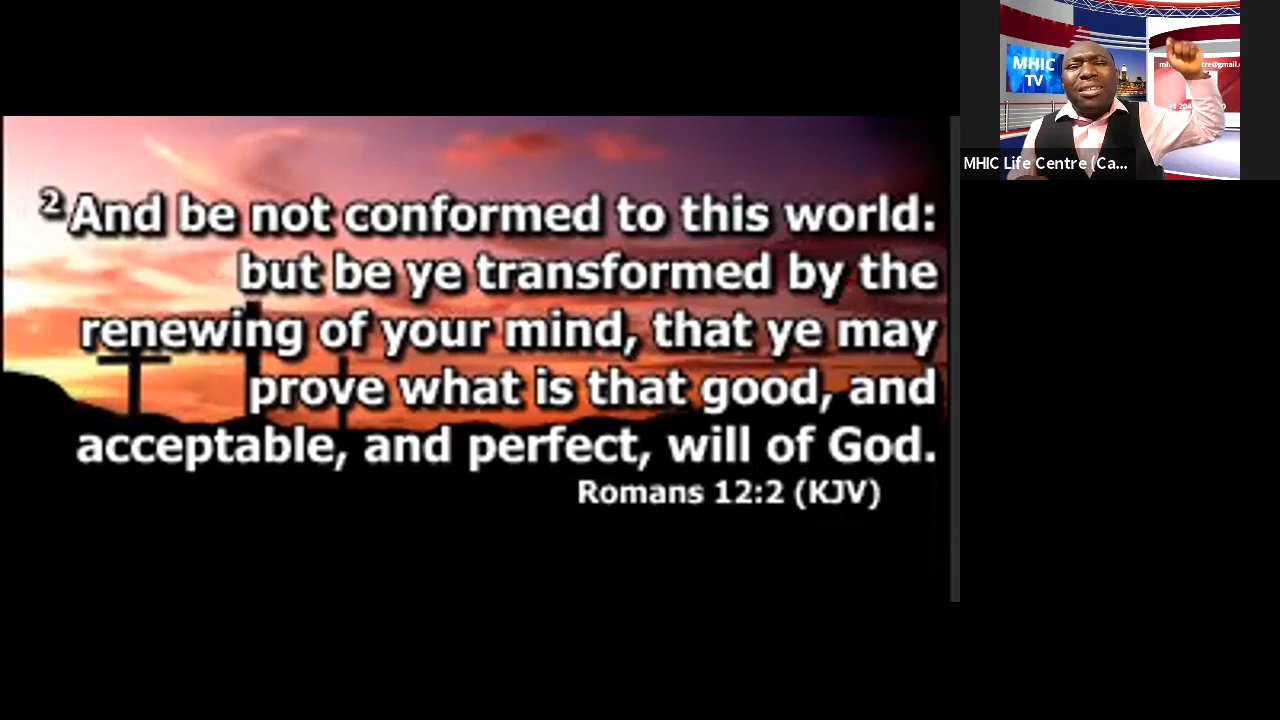 2 And be not conformed to this world:
but be ye transformed by the
renewing of your mind, that ye may
prove what is that good, and
acceptable, and perfect, will of God.
Romans 12:2 (KJV)
MHIC
TV
MHIC Life Centre (Ca...